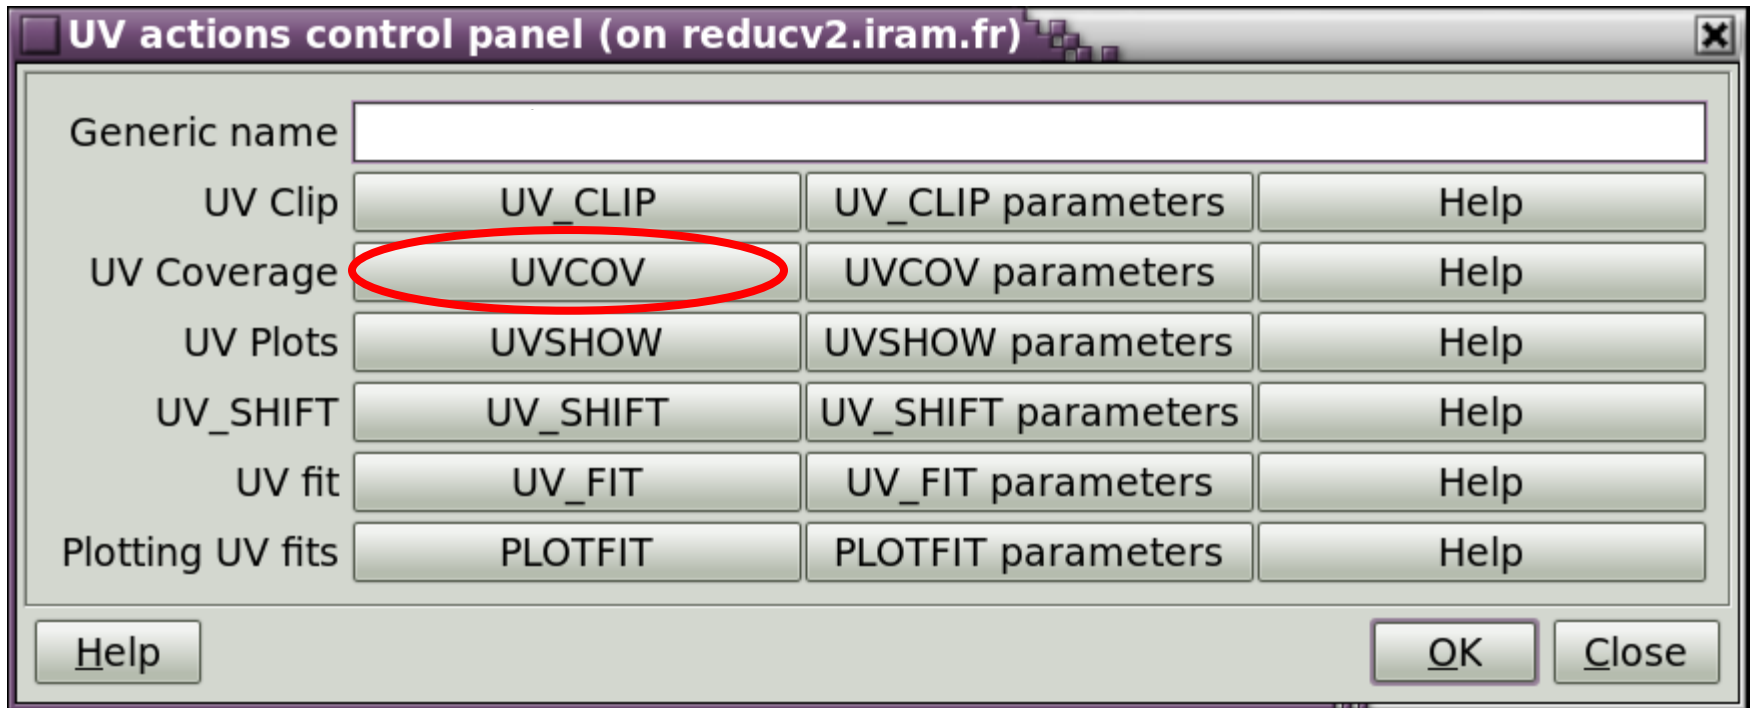 UV actions control panel (on reducv2.iram.fr)
Generic name
UV Clip UV_CLIP UV_CLIP parameters Help
UV Coverage UVCOV UVCOV parameters Help
UV Plots UVSHOW UVSHOW parameters Help
UV_SHIFT UV_SHIFT UV_SHIFT parameters Help
UV fit UV_FIT UV_FIT parameters Help
Plotting UV fits PLOTFIT PLOTFIT parameters Help
Help OK Close